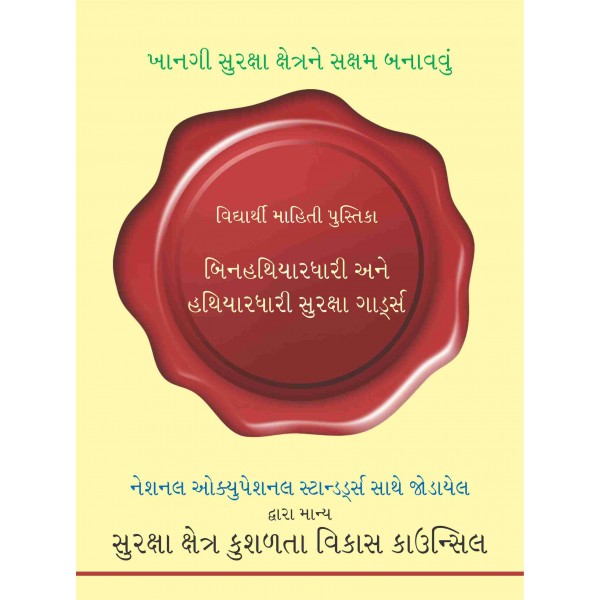 ખાનગી સુરક્ષા ક્ષેત્રને સક્ષમ બનાવવું
વિદ્યાર્થી માહિતી પુસ્તિકા
બિનહથિયારધારી અને
હથિયારધારી સુરક્ષા ગાર્ડ્સ
નેશનલ ઓક્યુપેશનલ સ્ટાન્ડર્ડ્સ સાથે જોડાયેલ
દ્વારા માન્ય
સુરક્ષા ક્ષેત્ર કુશળતા વિકાસ કાઉન્સિલ